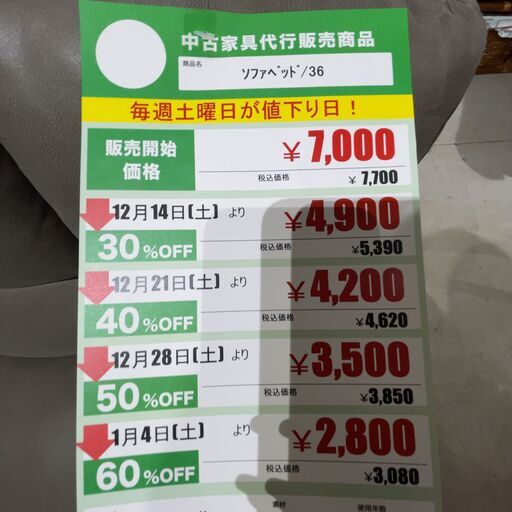 中古家具代行販売商品
商品名
ソファベッド/36
毎週土曜日が値下り日!
販売開始
価格
¥7,000
税込価格 ¥7,700
12月14日(土) より
30%OFF
¥4,900
税込価格 ¥5,390
12月21日(土) より
40%OFF
¥4,200
税込価格 ¥4,620
12月28日(土) より
50%OFF
¥3,500
税込価格 ¥3,850
1月4日(土) より
60%OFF
¥2,800
税込価格 ¥3,080
素材 使用年数